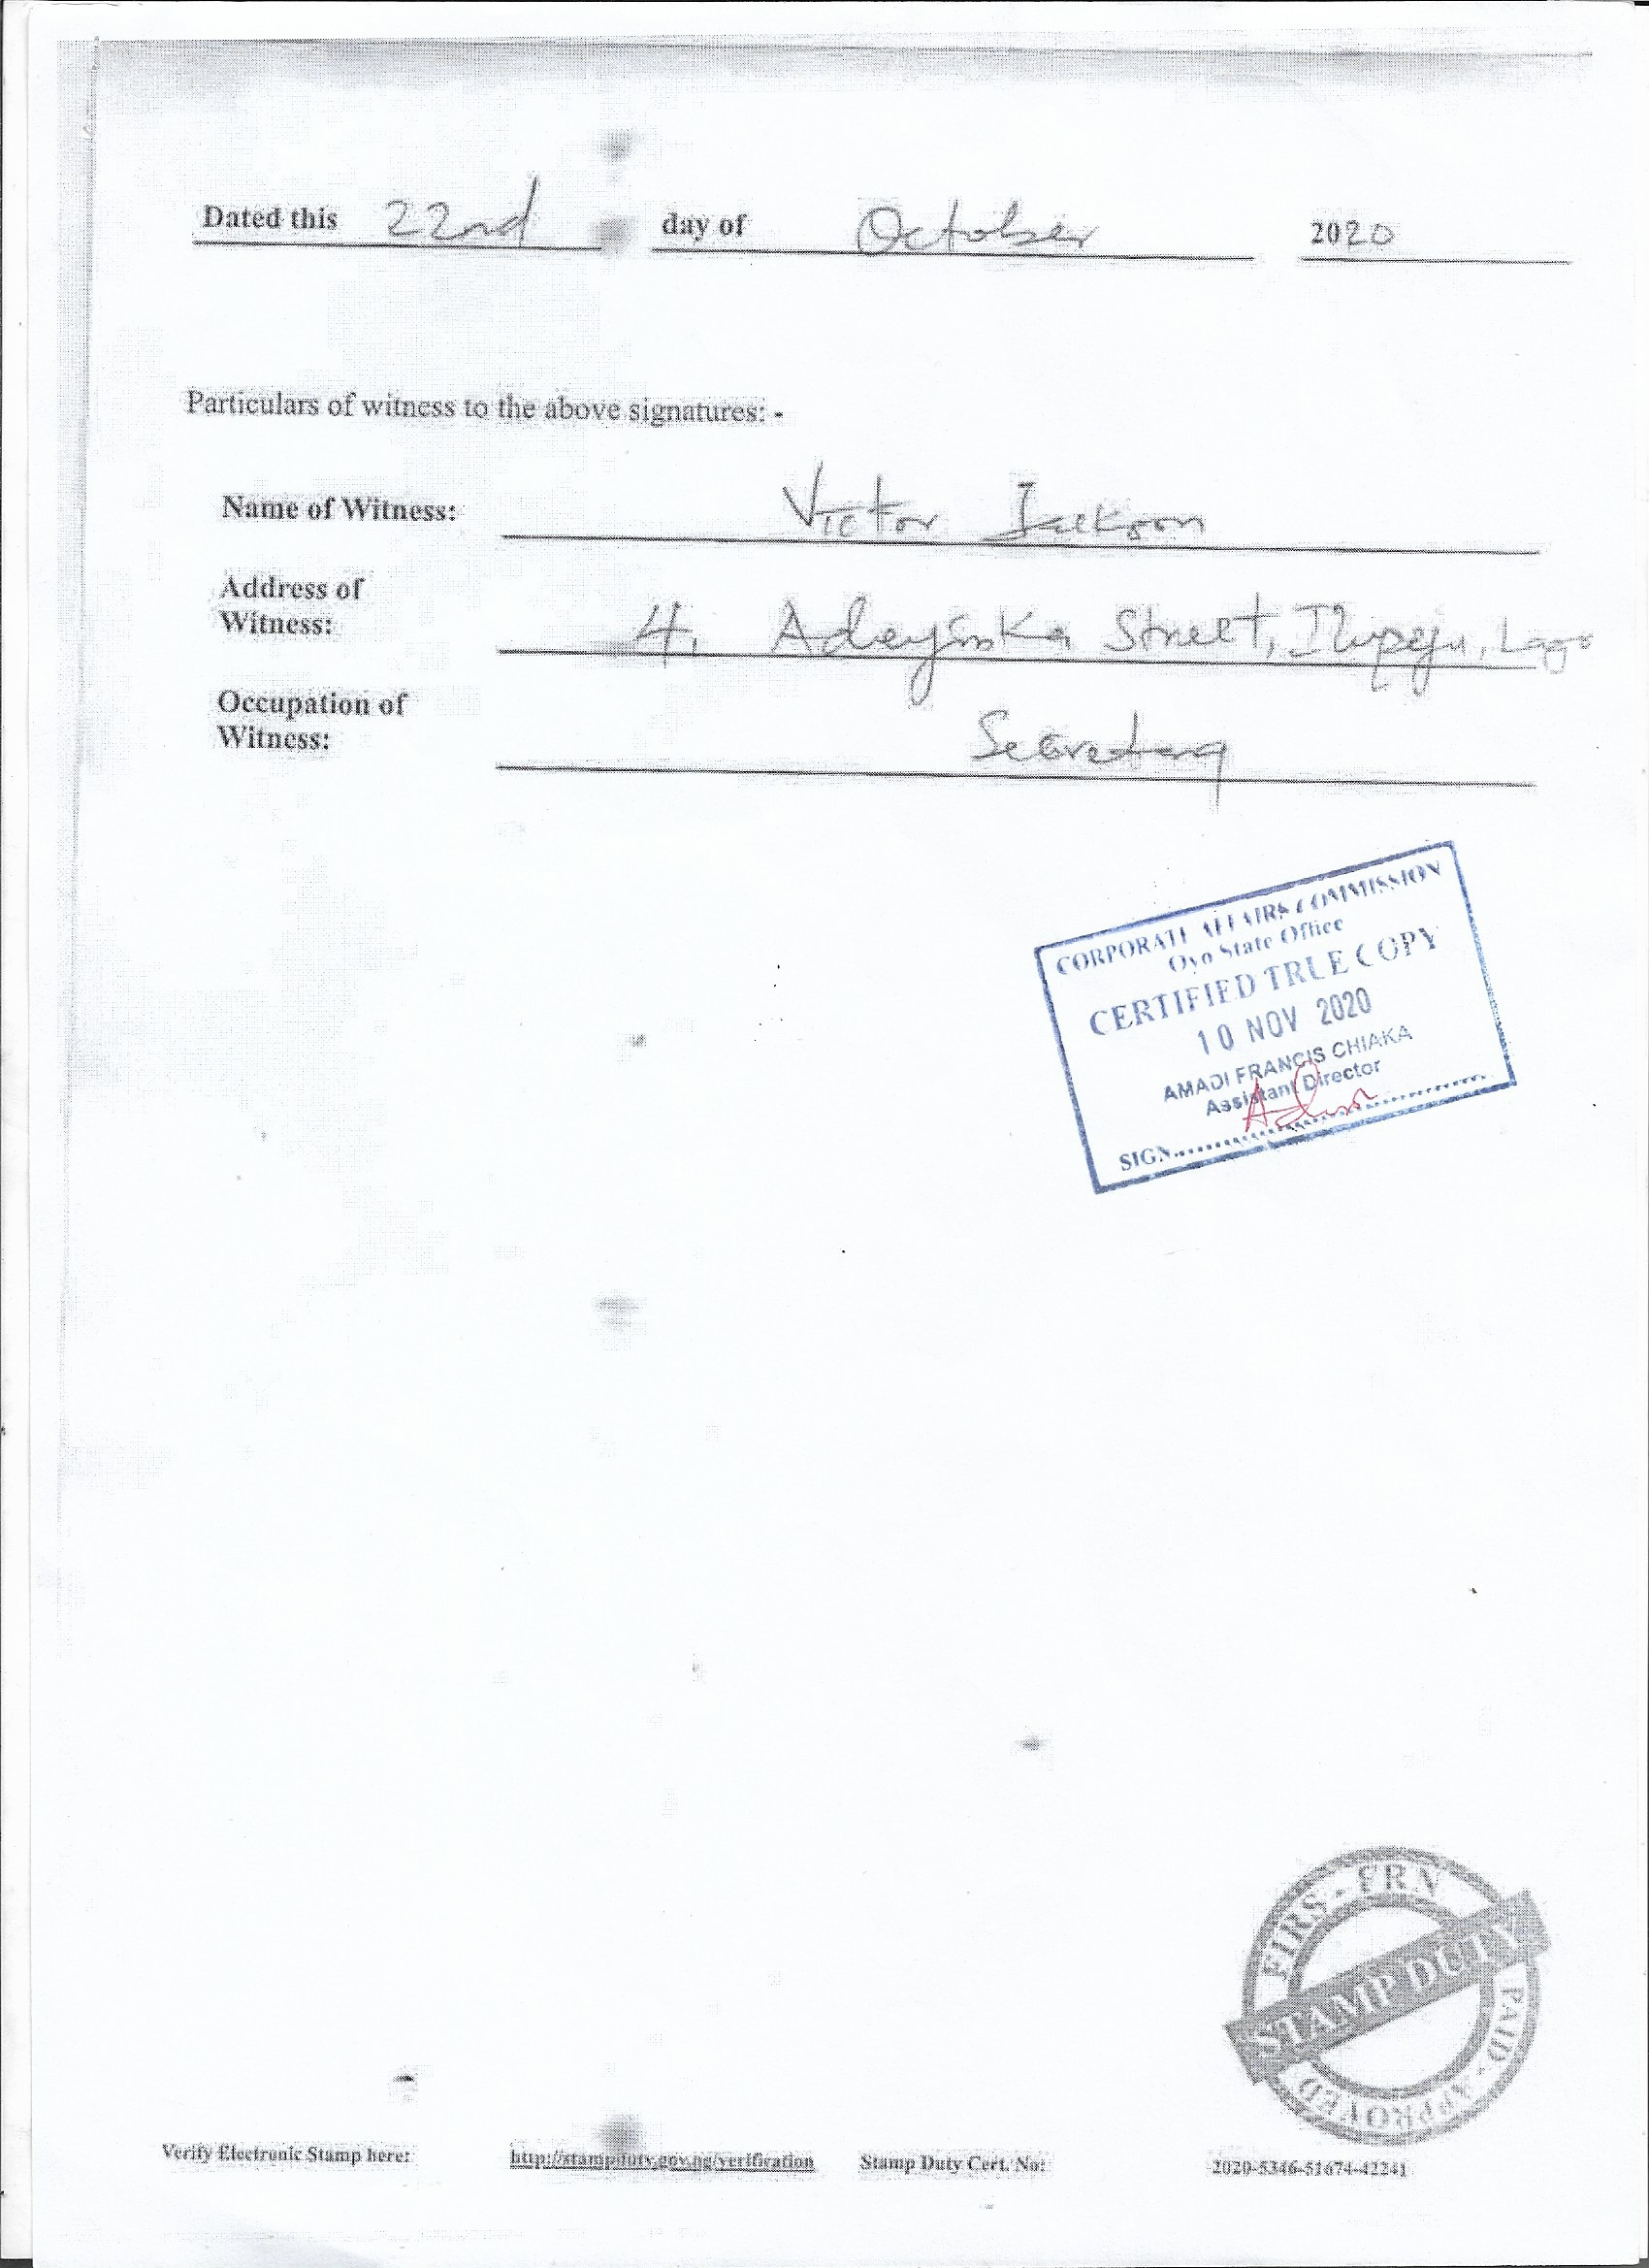 Dated this 22nd day of October 2020
Particulars of witness to the above signatures: -
Name of Witness: Victor Jackson
Address of
Witness: 4, Adeyinka Street, Ilupeju, Lagos
Occupation of
Witness: Secretary
CORPORATE AFFAIRS COMMISSION
Oyo State Office
CERTIFIED TRUE COPY
10 NOV 2020
AMADI FRANCIS CHIAKA
Assistant Director
SIGN
FIRS - FRN
STAMP DUTY
PAID - APPROVED
Verify Electronic Stamp here: http://stampduty.gov.ng/verification Stamp Duty Cert. No: 2020-5346-51674-42241